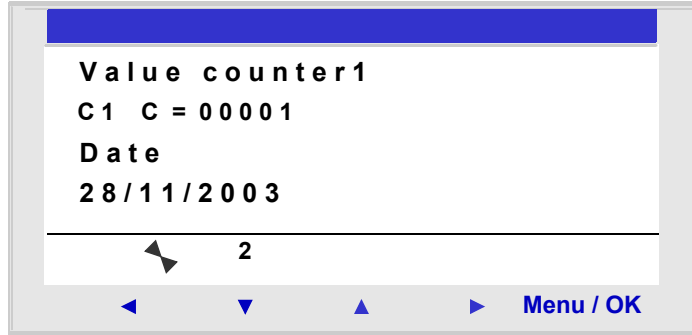 Value counter1
C1 C=00001
Date
28/11/2003
2
Menu / OK